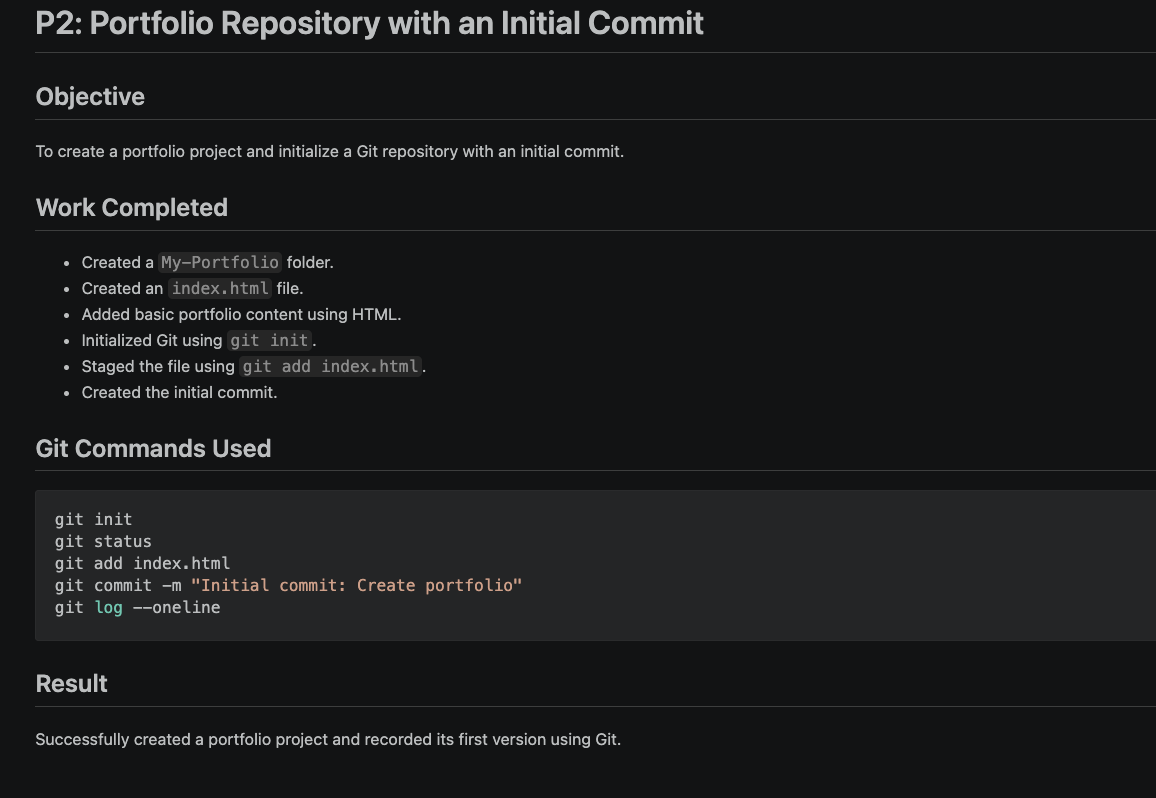 P2: Portfolio Repository with an Initial Commit
Objective
To create a portfolio project and initialize a Git repository with an initial commit.
Work Completed
• Created a My-Portfolio folder.
• Created an index.html file.
• Added basic portfolio content using HTML.
• Initialized Git using git init.
• Staged the file using git add index.html.
• Created the initial commit.
Git Commands Used
git init
git status
git add index.html
git commit -m "Initial commit: Create portfolio"
git log --oneline
Result
Successfully created a portfolio project and recorded its first version using Git.